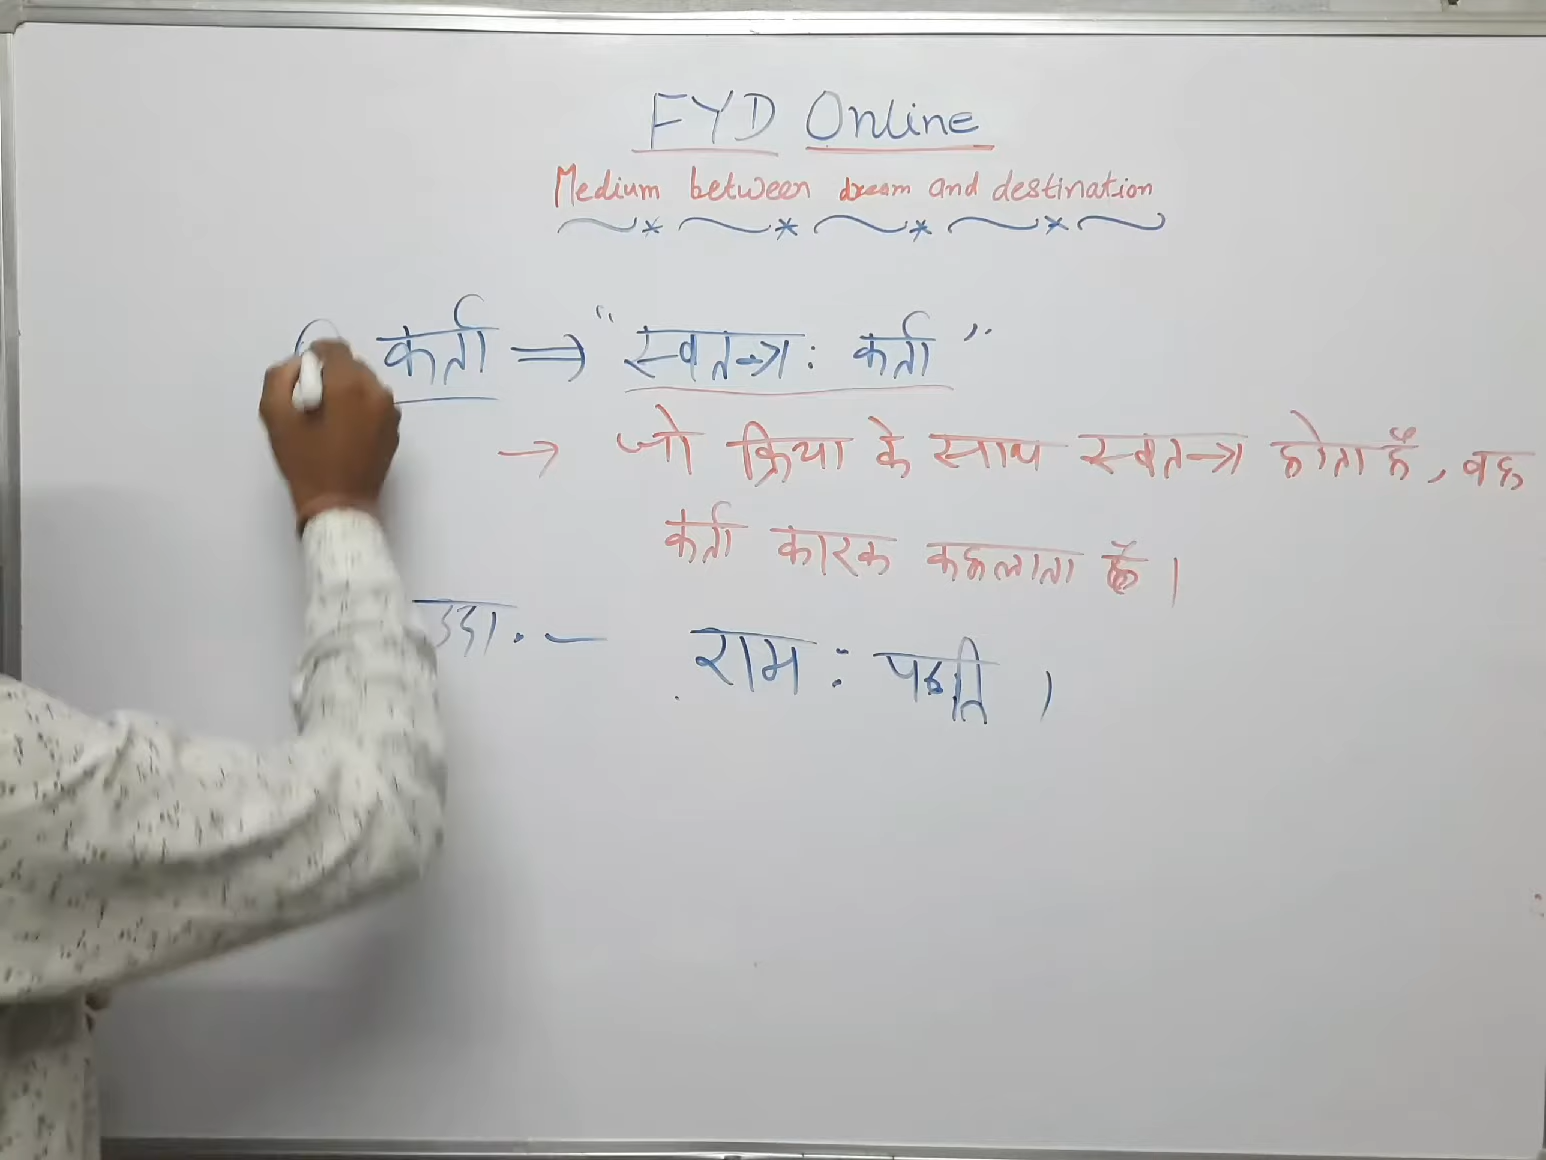 FYD Online
Medium between dream and destination
कर्ता ⇒ "स्वतन्त्र: कर्ता"
→ जो क्रिया के साथ स्वतन्त्र होता है, वह
कर्ता कारक कहलाता है।
उदा. - राम: पठति ।